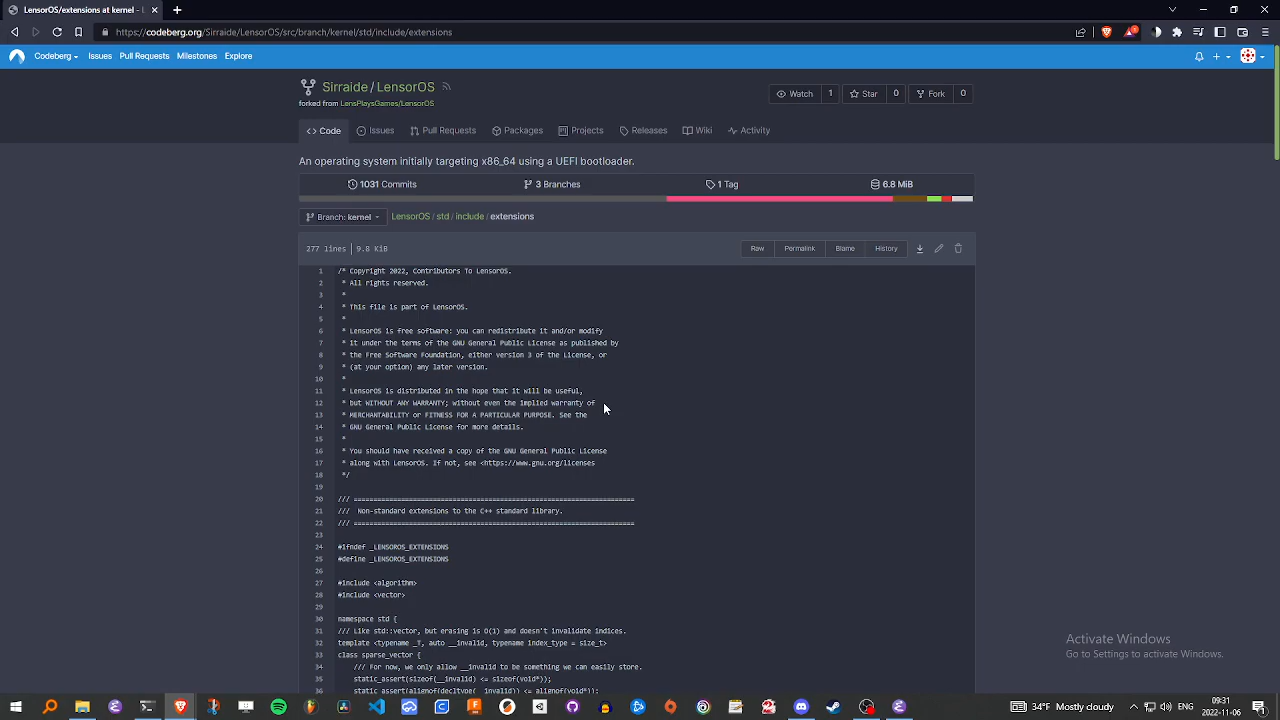 LensorOS/extensions at kernel - l
https://codeberg.org/Sirraide/LensorOS/src/branch/kernel/std/include/extensions
Codeberg Issues Pull Requests Milestones Explore
Sirraide/LensorOS
forked from LensPlaysGames/LensorOS
Watch 1 Star 0 Fork 0
Code Issues Pull Requests Packages Projects Releases Wiki Activity
An operating system initially targeting x86_64 using a UEFI bootloader.
1031 Commits 3 Branches 1 Tag 6.8 MiB
Branch: kernel LensorOS / std / include / extensions
277 lines | 9.8 KiB Raw Permalink Blame History
1 /* Copyright 2022, Contributors To LensorOS.
2 * All rights reserved.
3 *
4 * This file is part of LensorOS.
5 *
6 * LensorOS is free software: you can redistribute it and/or modify
7 * it under the terms of the GNU General Public License as published by
8 * the Free Software Foundation, either version 3 of the License, or
9 * (at your option) any later version.
10 *
11 * LensorOS is distributed in the hope that it will be useful,
12 * but WITHOUT ANY WARRANTY; without even the implied warranty of
13 * MERCHANTABILITY or FITNESS FOR A PARTICULAR PURPOSE. See the
14 * GNU General Public License for more details.
15 *
16 * You should have received a copy of the GNU General Public License
17 * along with LensorOS. If not, see <https://www.gnu.org/licenses
18 */
19
20 /// ======================================================================
21 ///  Non-standard extensions to the C++ standard library.
22 /// ======================================================================
23
24 #ifndef _LENSOROS_EXTENSIONS
25 #define _LENSOROS_EXTENSIONS
26
27 #include <algorithm>
28 #include <vector>
29
30 namespace std {
31 /// Like std::vector, but erasing is O(1) and doesn't invalidate indices.
32 template <typename _T, auto __invalid, typename index_type = size_t>
33 class sparse_vector {
34 /// For now, we only allow __invalid to be something we can easily store.
35 static_assert(sizeof(__invalid) <= sizeof(void*));
36 static_assert(alignof(decltype(__invalid)) <= alignof(void*));
Activate Windows
Go to Settings to activate Windows.
34°F Mostly cloudy
09:31
2022-11-06